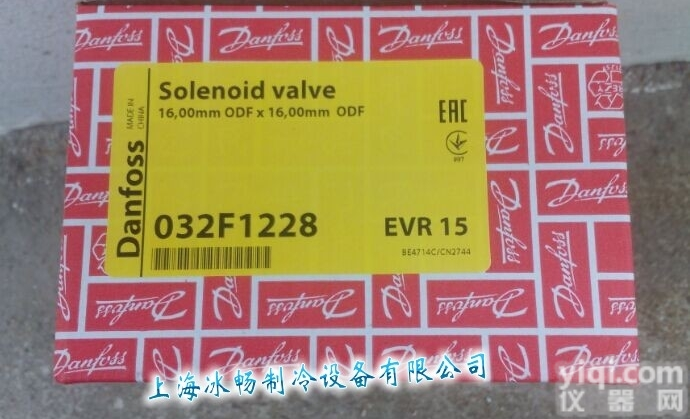 Danfoss
MADE IN
CHINA
Solenoid valve
16,00mm ODF x 16,00mm ODF
EAC
032F1228
EVR 15
BE4714C/CN2744
Danfoss
上海冰畅制冷设备有限公司
yiqi.com
仪器网